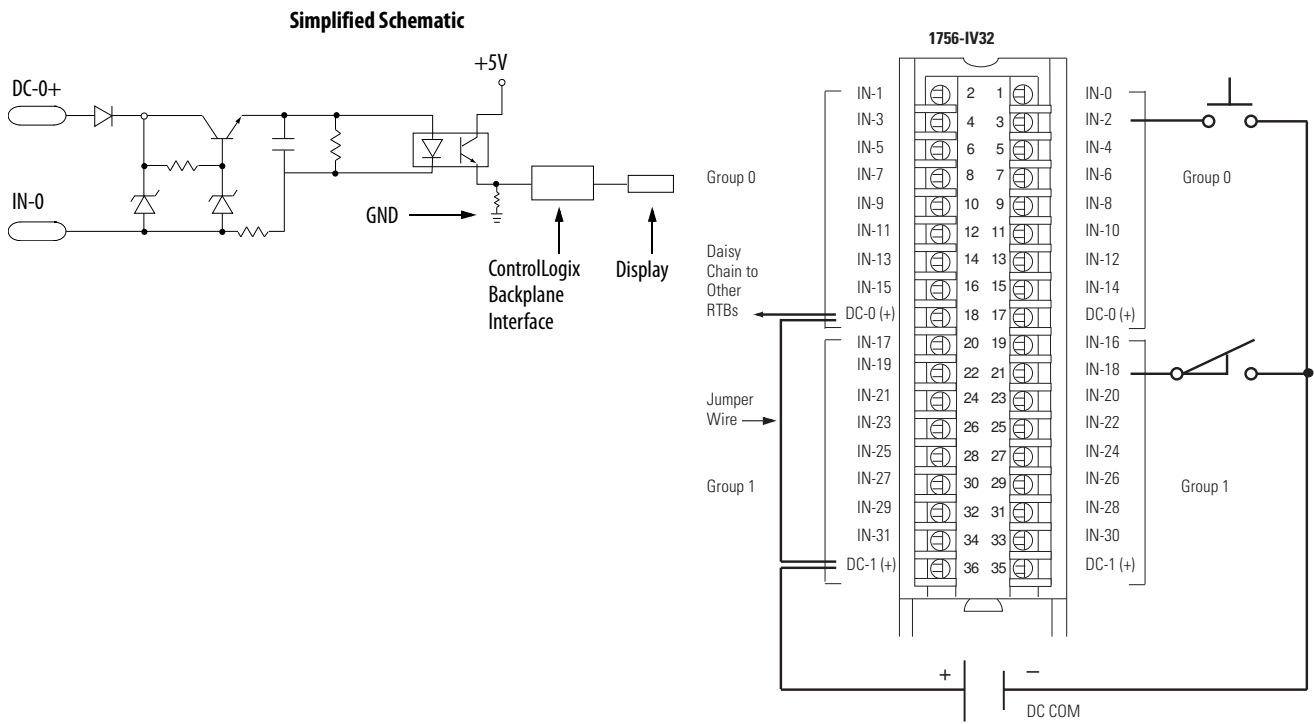 Simplified Schematic
DC-0+
IN-0
+5V
GND
ControlLogix
Backplane
Interface
Display
1756-IV32
IN-1 2 1 IN-0
IN-3 4 3 IN-2
IN-5 6 5 IN-4
IN-7 8 7 IN-6
IN-9 10 9 IN-8
IN-11 12 11 IN-10
IN-13 14 13 IN-12
IN-15 16 15 IN-14
DC-0 (+) 18 17 DC-0 (+)
IN-17 20 19 IN-16
IN-19 22 21 IN-18
IN-21 24 23 IN-20
IN-23 26 25 IN-22
IN-25 28 27 IN-24
IN-27 30 29 IN-26
IN-29 32 31 IN-28
IN-31 34 33 IN-30
DC-1 (+) 36 35 DC-1 (+)
Group 0
Group 0
Daisy
Chain to
Other
RTBs
Jumper
Wire
Group 1
Group 1
+ –
DC COM